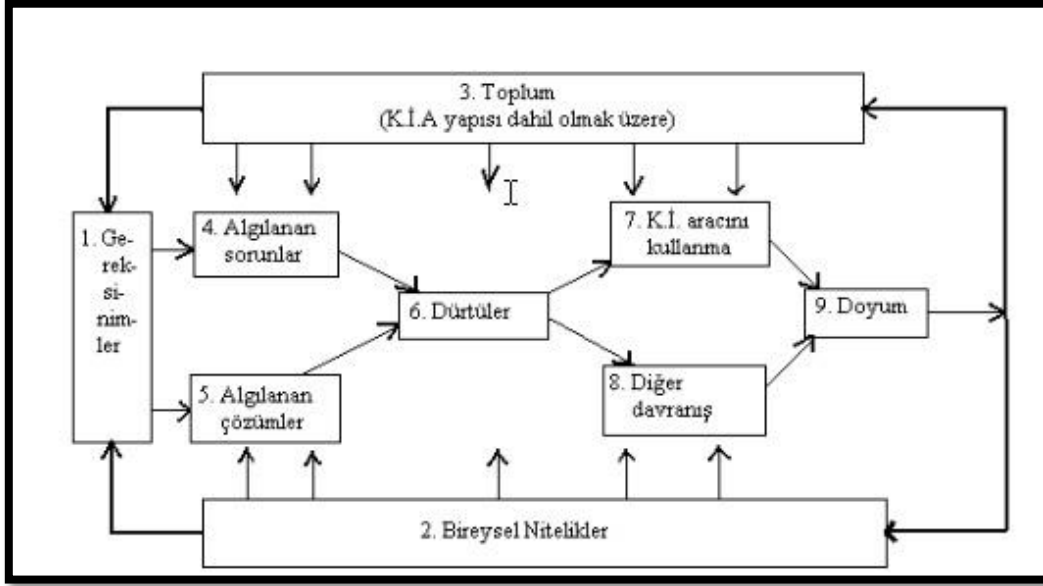 3. Toplum
(K.İ.A yapısı dahil olmak üzere)
1. Ge-
rek-
si-
nim-
ler
4. Algılanan
sorunlar
5. Algılanan
çözümler
6. Dürtüler
7. K.İ. aracını
kullanma
8. Diğer
davranış
9. Doyum
2. Bireysel Nitelikler